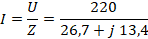 I = U/Z = 220/(26,7 + j 13,4)